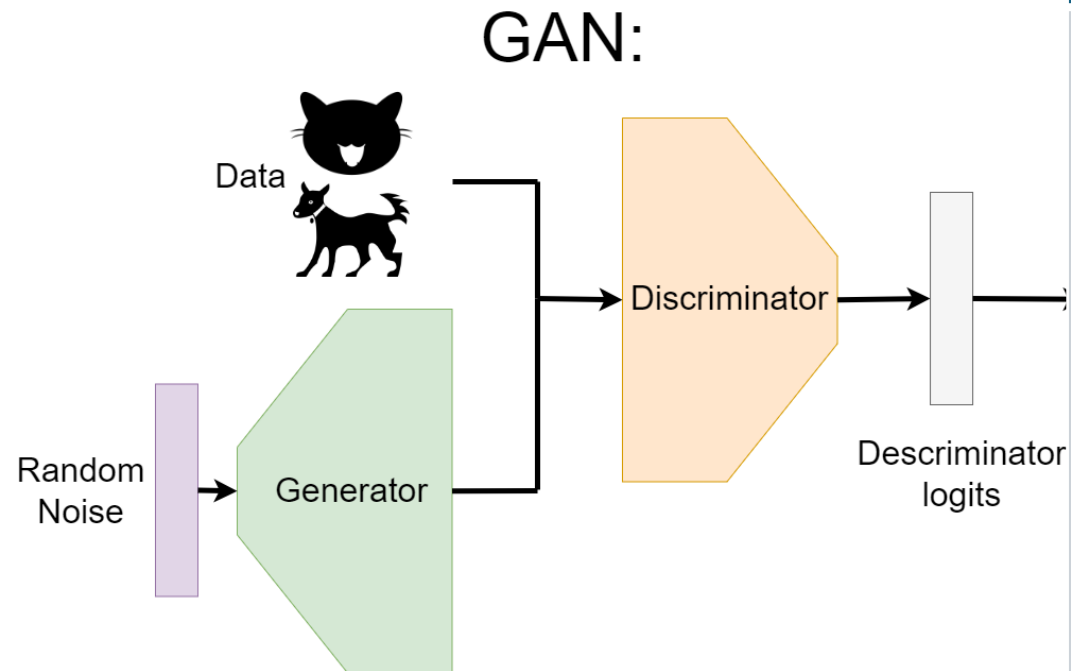 GAN:
Data
Discriminator
Random
Noise
Generator
Descriminator
logits